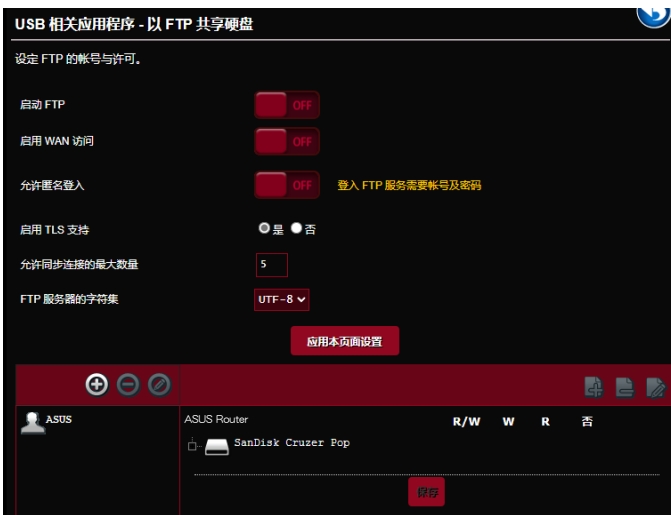 USB 相关应用程序 - 以 FTP 共享硬盘
设定 FTP 的帐号与许可。
启动 FTP
OFF
启用 WAN 访问
OFF
允许匿名登入
OFF
登入 FTP 服务需要帐号及密码
启用 TLS 支持
是 否
允许同步连接的最大数量
5
FTP 服务器的字符集
UTF-8
应用本页面设置
ASUS
ASUS Router
R/W W R 否
SanDisk Cruzer Pop
保存